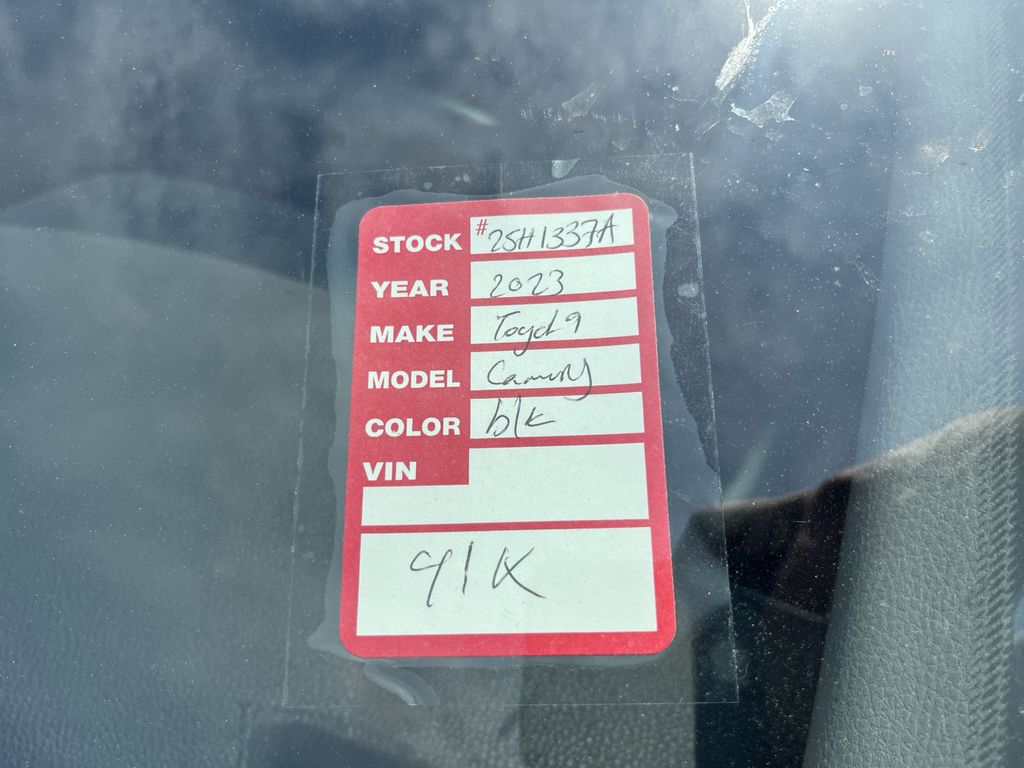 STOCK #25H1337A
YEAR 2023
MAKE Toyota
MODEL Camry
COLOR blk
VIN
91K